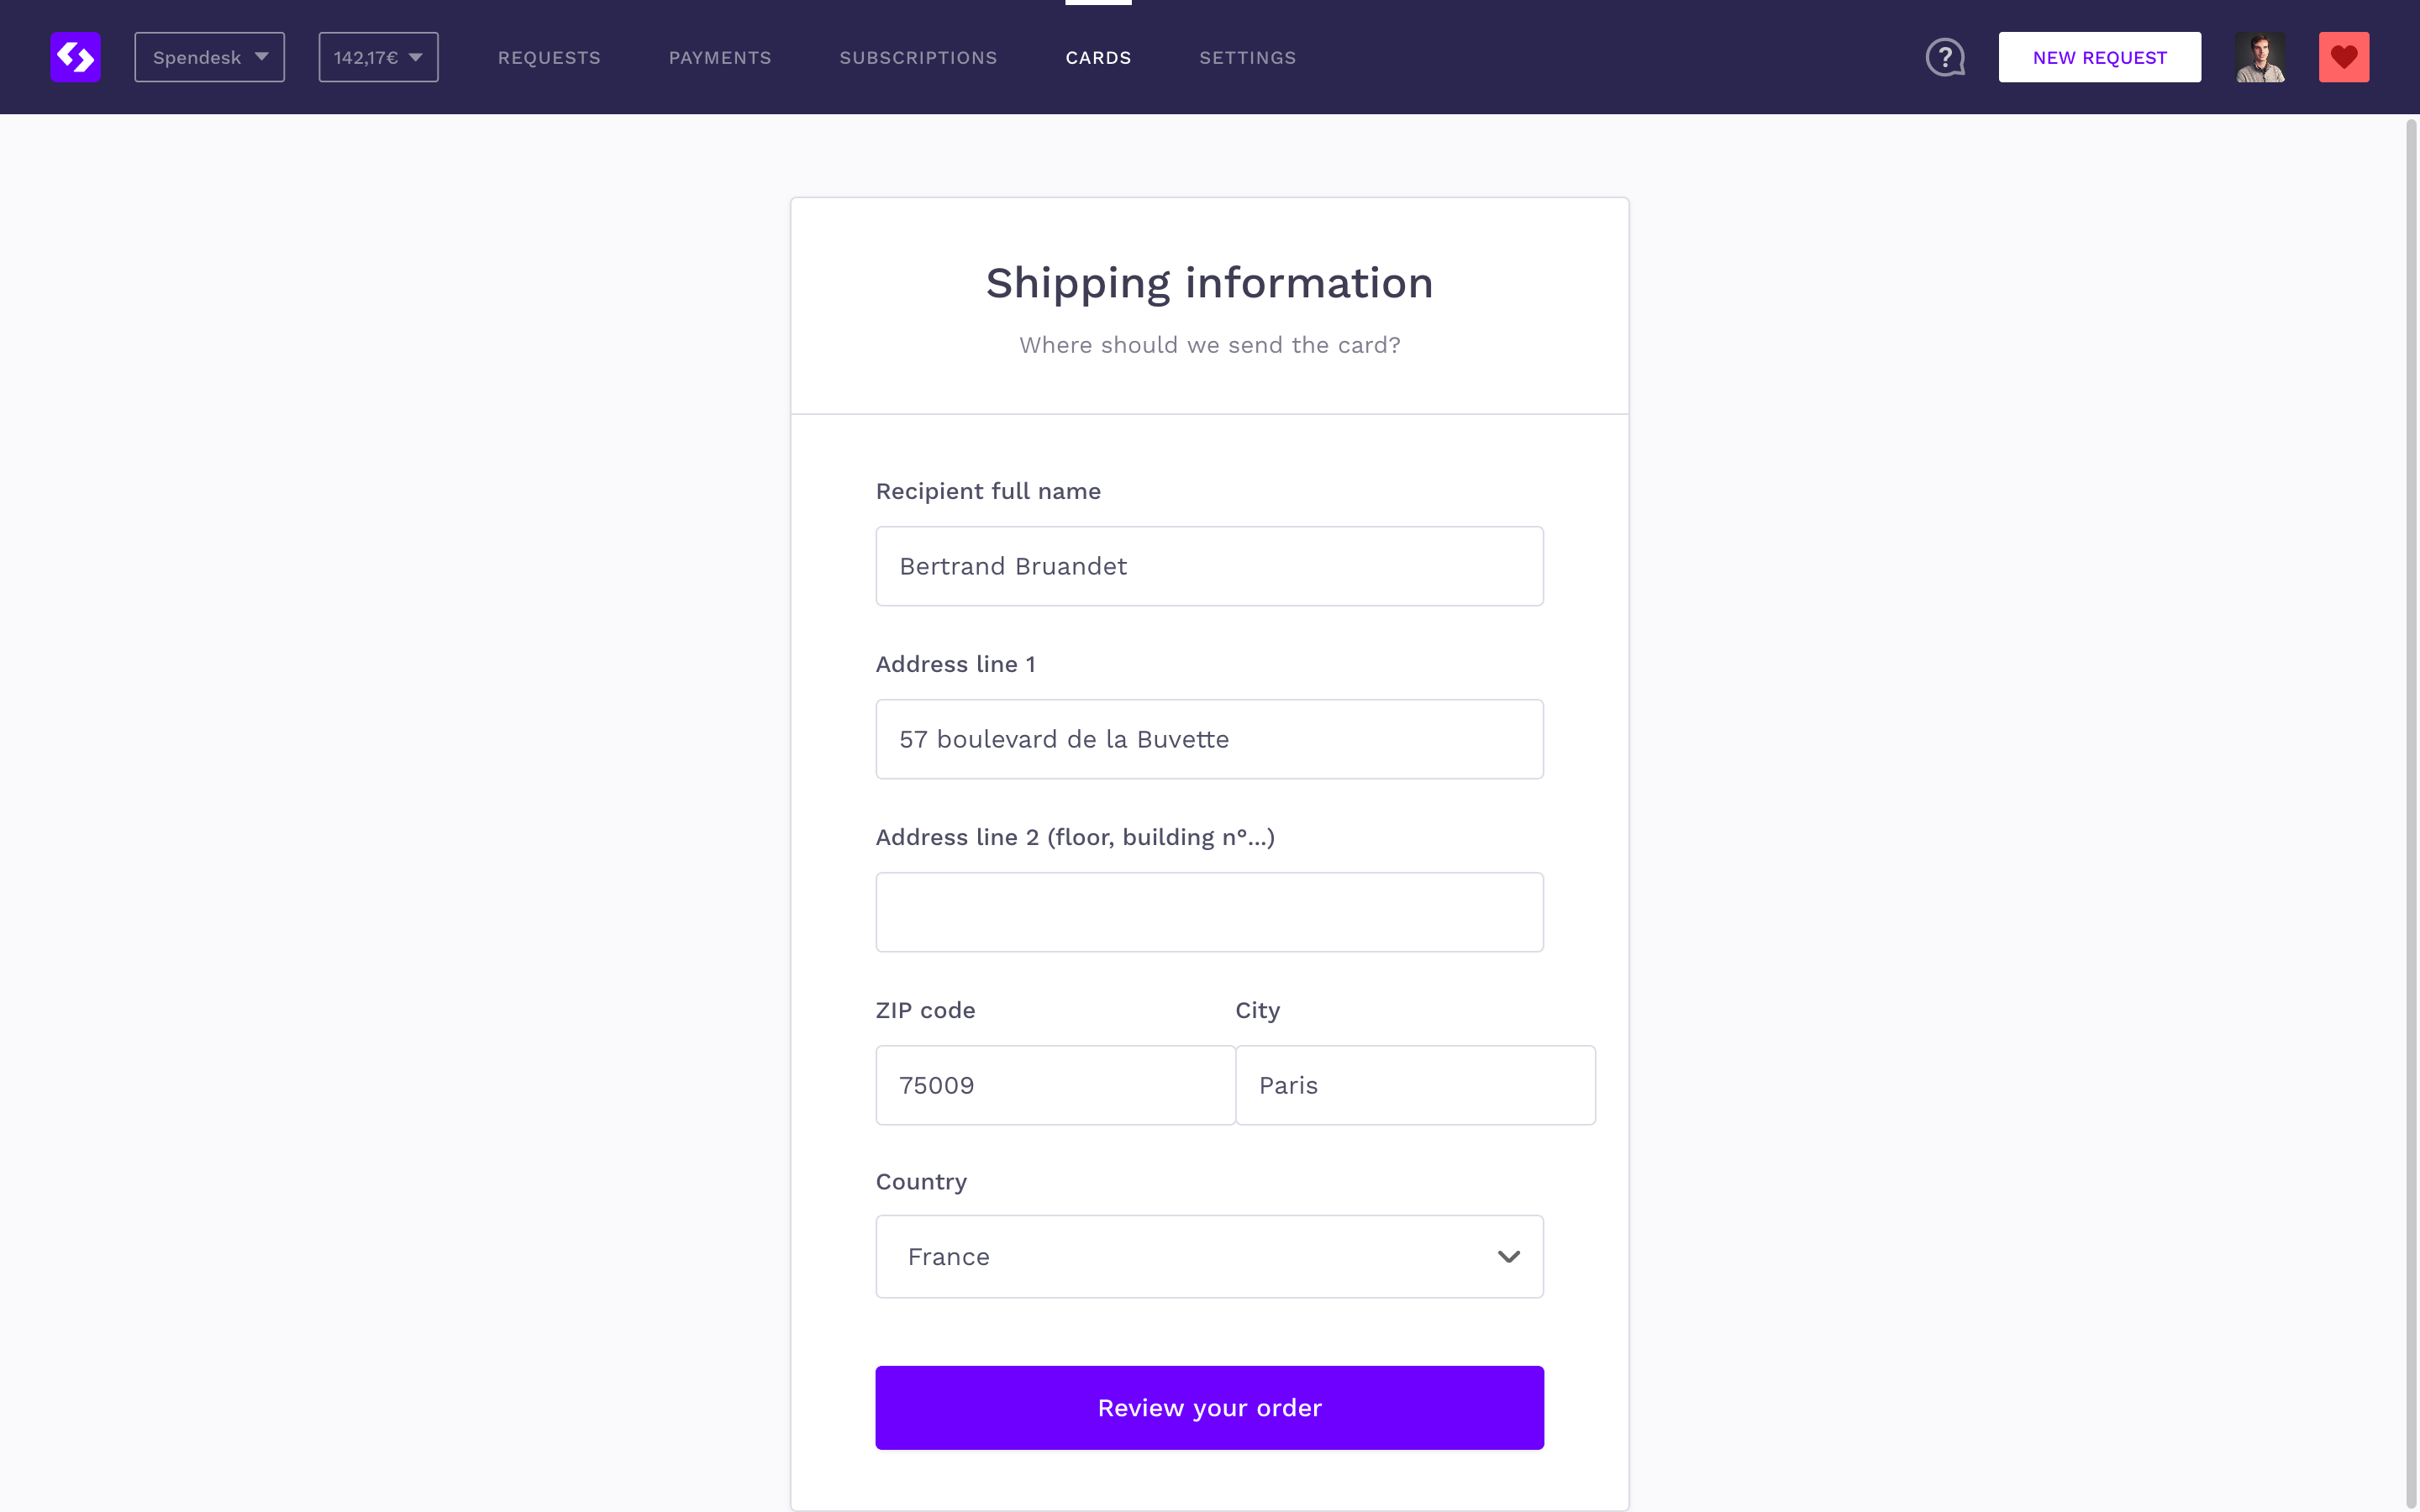 Spendesk
142,17€
REQUESTS
PAYMENTS
SUBSCRIPTIONS
CARDS
SETTINGS
?
NEW REQUEST
Shipping information
Where should we send the card?
Recipient full name
Bertrand Bruandet
Address line 1
57 boulevard de la Buvette
Address line 2 (floor, building n°...)
ZIP code
City
75009
Paris
Country
France
Review your order